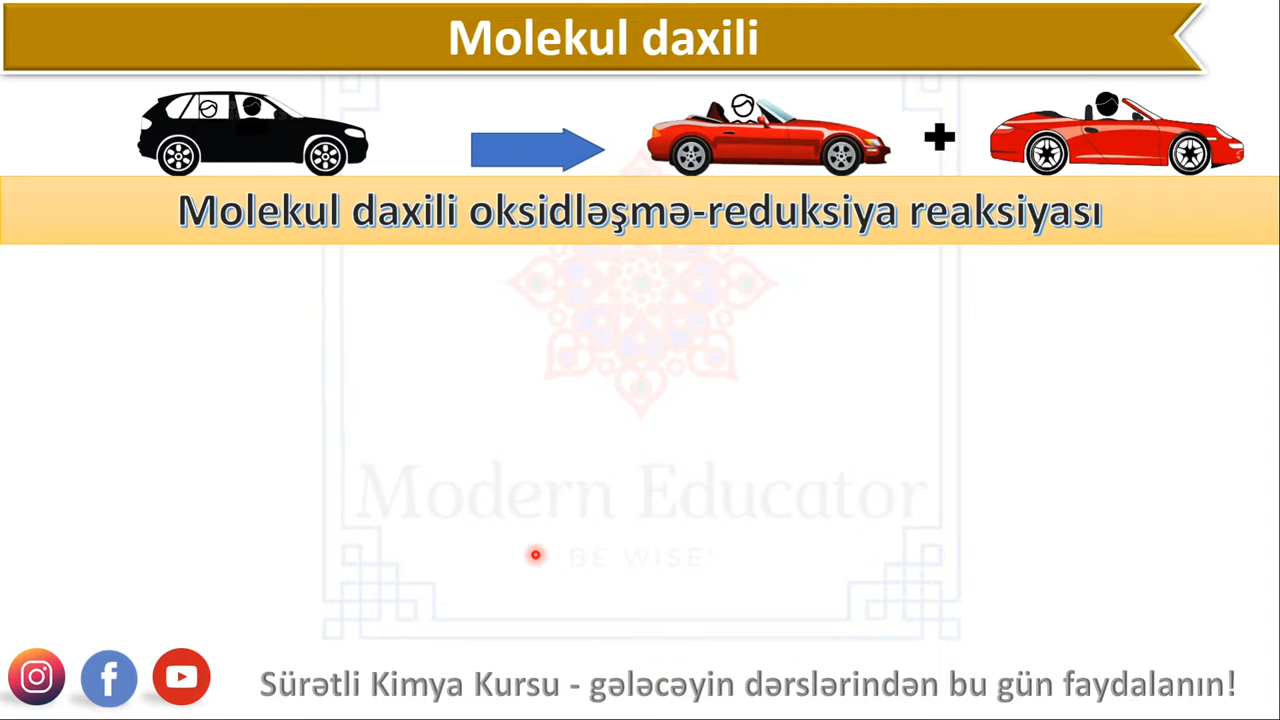 Molekul daxili
Molekul daxili oksidləşmə-reduksiya reaksiyası
Modern Educator
BE WISE!
Sürətli Kimya Kursu - gələcəyin dərslərindən bu gün faydalanın!